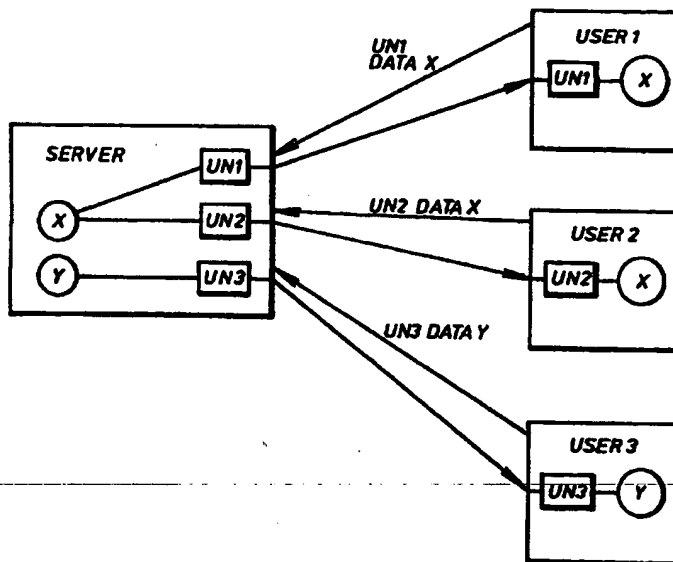 UN1
DATA X
USER 1
UN1
X
SERVER
UN1
X
UN2
Y
UN3
UN2 DATA X
USER 2
UN2
X
UN3 DATA Y
USER 3
UN3
Y